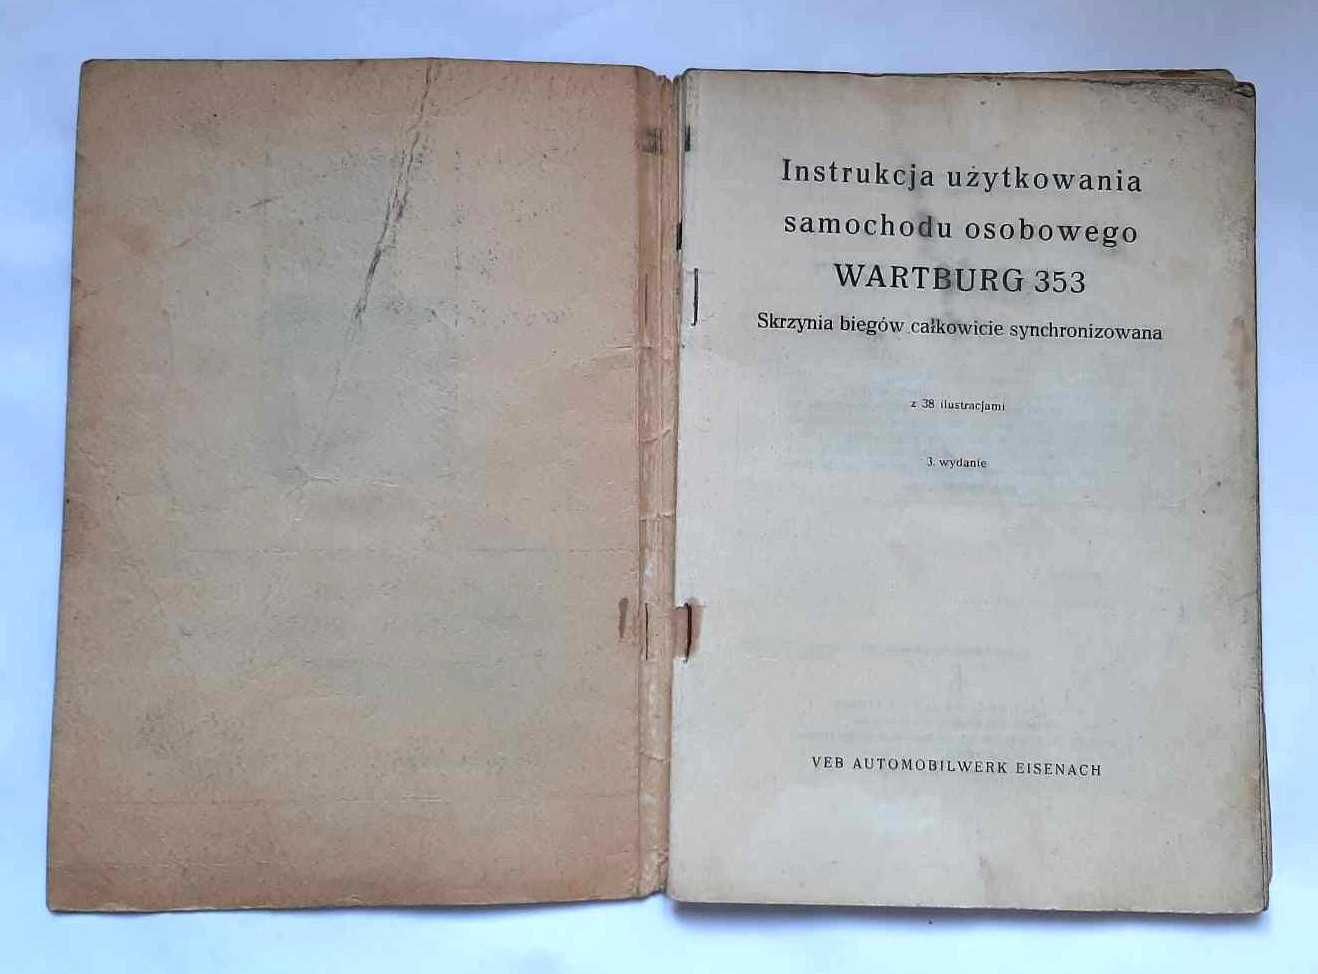 Instrukcja użytkowania
samochodu osobowego
WARTBURG 353
Skrzynia biegów całkowicie synchronizowana
z 38 ilustracjami
3. wydanie
VEB AUTOMOBILWERK EISENACH